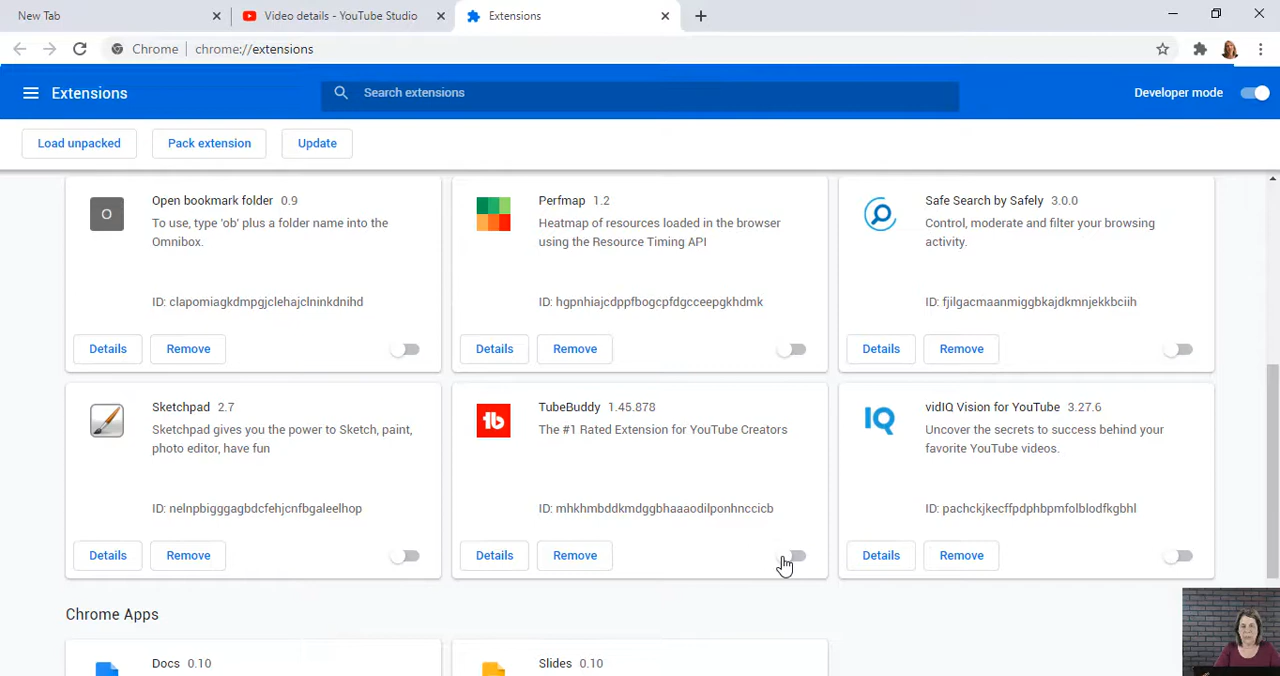 New Tab
Video details - YouTube Studio
Extensions
Chrome
chrome://extensions
Extensions
Search extensions
Developer mode
Load unpacked
Pack extension
Update
O
Open bookmark folder 0.9
To use, type 'ob' plus a folder name into the
Omnibox.
ID: clapomiagkdmpgjclehajclninkdnihd
Details
Remove
Perfmap 1.2
Heatmap of resources loaded in the browser
using the Resource Timing API
ID: hgpnhiajcdppfbogcpfdgcceepgkhdmk
Details
Remove
Safe Search by Safely 3.0.0
Control, moderate and filter your browsing
activity.
ID: fjilgacmaanmiggbkajdkmnjekkbciih
Details
Remove
Sketchpad 2.7
Sketpad gives you the power to Sketch, paint,
photo editor, have fun
ID: nelnpbigggagbdcfehjcnfbgaleelhop
Details
Remove
tb
TubeBuddy 1.45.878
The #1 Rated Extension for YouTube Creators
ID: mhkhmbddkmdggbhaaaodilponhnccicb
Details
Remove
IQ
vidIQ Vision for YouTube 3.27.6
Uncover the secrets to success behind your
favorite YouTube videos.
ID: pachckjkecffpdphbpmfolblodfkgbhl
Details
Remove
Chrome Apps
Docs 0.10
Slides 0.10